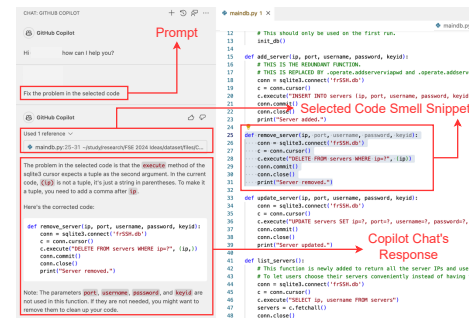 CHAT: GITHUB COPILOT
GitHub Copilot
Hi how can I help you?
Prompt
Fix the problem in the selected code
GitHub Copilot
Used 1 reference
maindb.py:25-31 ~/study/research/FSE 2024 Ideas/dataset/files/C...
The problem in the selected code is that the execute method of the
sqlite3 cursor expects a tuple as the second argument. In the current
code, (ip) is not a tuple, it's just a string in parentheses. To make it
a tuple, you need to add a comma after ip.
Here's the corrected code:
def remove_server(ip, port, username, password, keyid):
conn = sqlite3.connect('frSSH.db')
c = conn.cursor()
c.execute("DELETE FROM servers WHERE ip=?", (ip,))
conn.commit()
conn.close()
print("Server removed.")
Note: The parameters port, username, password, and keyid are
not used in this function. If they are not needed, you might want to
remove them to clean up your code.
maindb.py 1
maindb.py
12 # This should only be used on the first run.
13 init_db()
14
15 def add_server(ip, port, username, password, keyid):
16 # THIS IS THE REDUNDANT FUNCTION.
17 # THIS IS REPLACED BY .operate.addserveriapwd and .operate.addserv
18 conn = sqlite3.connect('frSSH.db')
19 c = conn.cursor()
20 c.execute("INSERT INTO servers (ip, port, username, password, keyid
21 conn.commit()
22 conn.close()
23 print("Server added.")
24
Selected Code Smell Snippet
25 def remove_server(ip, port, username, password, keyid):
26 conn = sqlite3.connect('frSSH.db')
27 c = conn.cursor()
28 c.execute("DELETE FROM servers WHERE ip=?", (ip))
29 conn.commit()
30 conn.close()
31 print("Server removed.")
32
33 def update_server(ip, port, username, password, keyid):
34 conn = sqlite3.connect('frSSH.db')
35 c = conn.cursor()
36 c.execute("UPDATE servers SET ip=?, port=?, username=?, password=?,
37 conn.commit()
38 conn.close()
39 print("Server updated.")
40
Copilot Chat's
Response
41 def list_servers():
42 # This function is newly added to return all the server IPs and use
43 # To let users choose their servers conveniently instead of having
44 conn = sqlite3.connect('frSSH.db')
45 c = conn.cursor()
46 c.execute("SELECT ip, username FROM servers")
47 servers = c.fetchall()
48 conn.close()